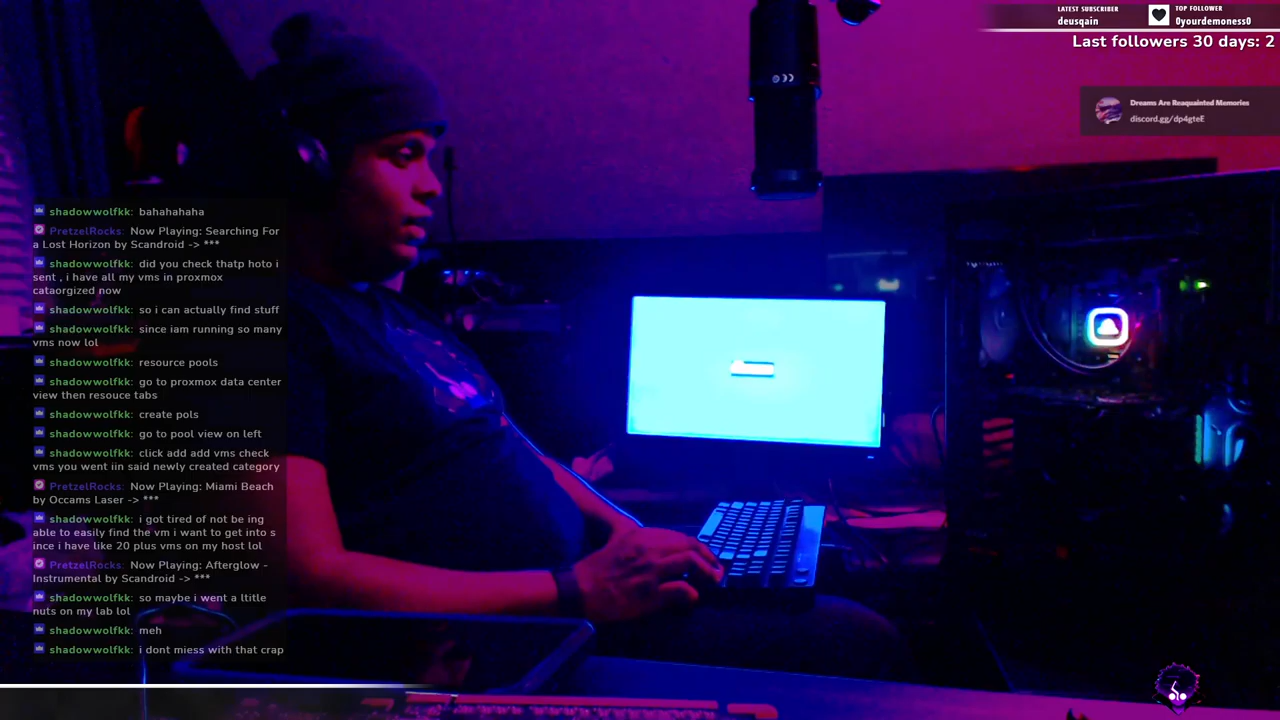 LATEST SUBSCRIBER
deusqain
TOP FOLLOWER
0yourdemoness0
Last followers 30 days: 2
Dreams Are Reaquainted Memories
discord.gg/dp4gteE
shadowwolfkk: bahahahaha
PretzelRocks: Now Playing: Searching For
a Lost Horizon by Scandroid -> ***
shadowwolfkk: did you check thatp hoto i
sent , i have all my vms in proxmox
cataorgized now
shadowwolfkk: so i can actually find stuff
shadowwolfkk: since iam running so many
vms now lol
shadowwolfkk: resource pools
shadowwolfkk: go to proxmox data center
view then resouce tabs
shadowwolfkk: create pols
shadowwolfkk: go to pool view on left
shadowwolfkk: click add add vms check
vms you went iin said newly created category
PretzelRocks: Now Playing: Miami Beach
by Occams Laser -> ***
shadowwolfkk: i got tired of not be ing
able to easily find the vm i want to get into s
ince i have like 20 plus vms on my host lol
PretzelRocks: Now Playing: Afterglow -
Instrumental by Scandroid -> ***
shadowwolfkk: so maybe i went a ltitle
nuts on my lab lol
shadowwolfkk: meh
shadowwolfkk: i dont miess with that crap